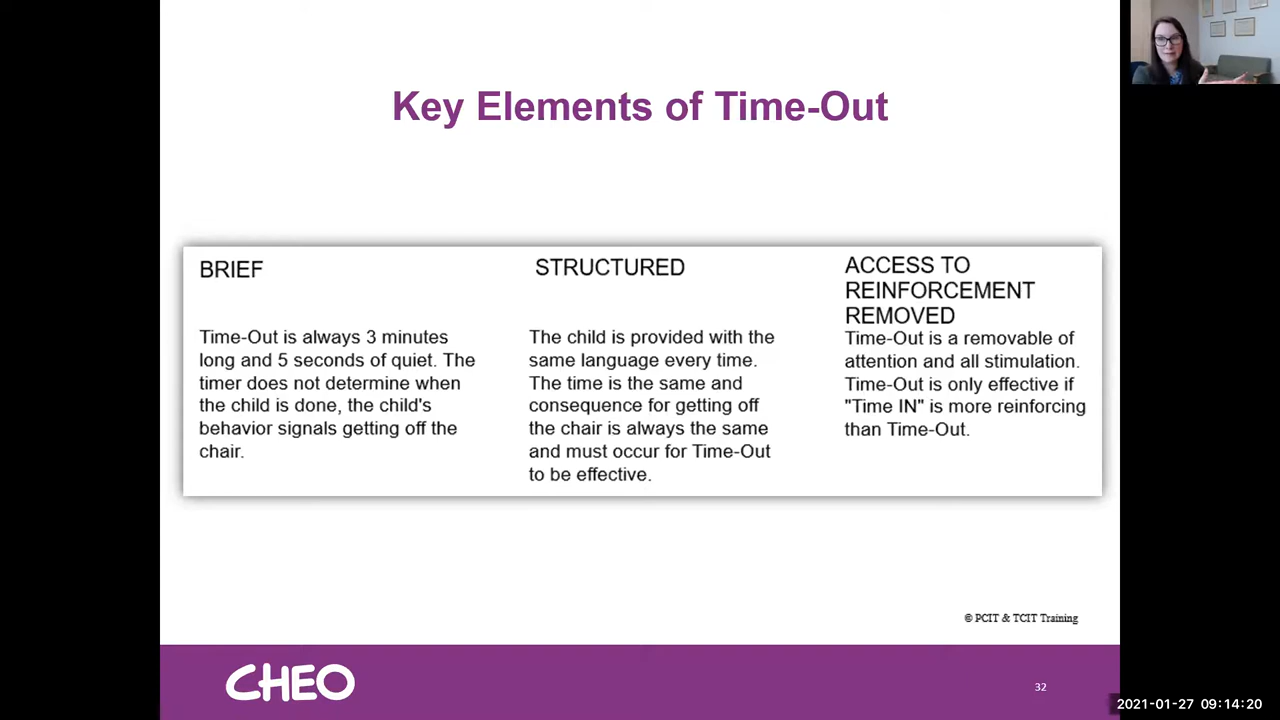 Key Elements of Time-Out
BRIEF
Time-Out is always 3 minutes
long and 5 seconds of quiet. The
timer does not determine when
the child is done, the child's
behavior signals getting off the
chair.
STRUCTURED
The child is provided with the
same language every time.
The time is the same and
consequence for getting off
the chair is always the same
and must occur for Time-Out
to be effective.
ACCESS TO
REINFORCEMENT
REMOVED
Time-Out is a removable of
attention and all stimulation.
Time-Out is only effective if
"Time IN" is more reinforcing
than Time-Out.
© PCIT & TCIT Training
CHEO
32
2021-01-27 09:14:20